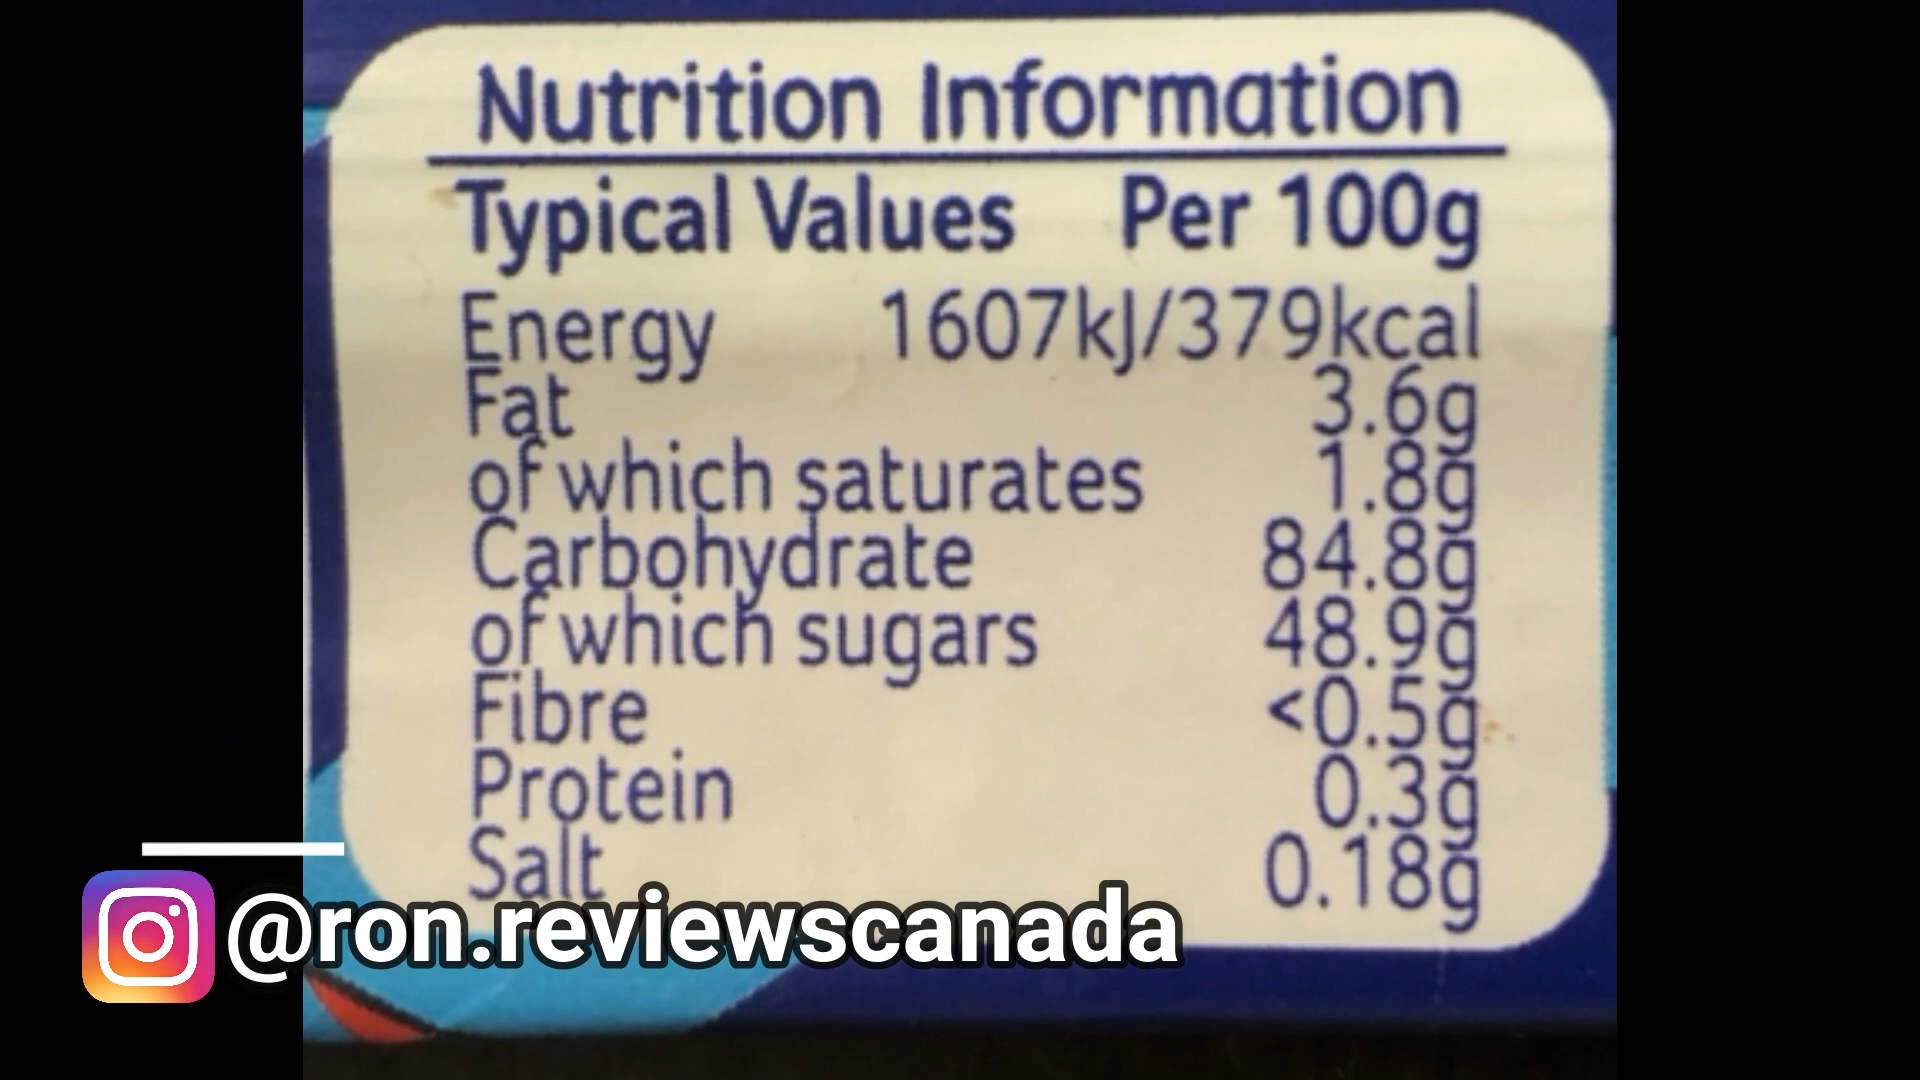 Nutrition Information
Typical Values Per 100g
Energy 1607kJ/379kcal
Fat 3.6g
of which saturates 1.8g
Carbohydrate 84.8g
of which sugars 48.9g
Fibre <0.5g
Protein 0.3g
Salt 0.18g
@ron.reviewscanada